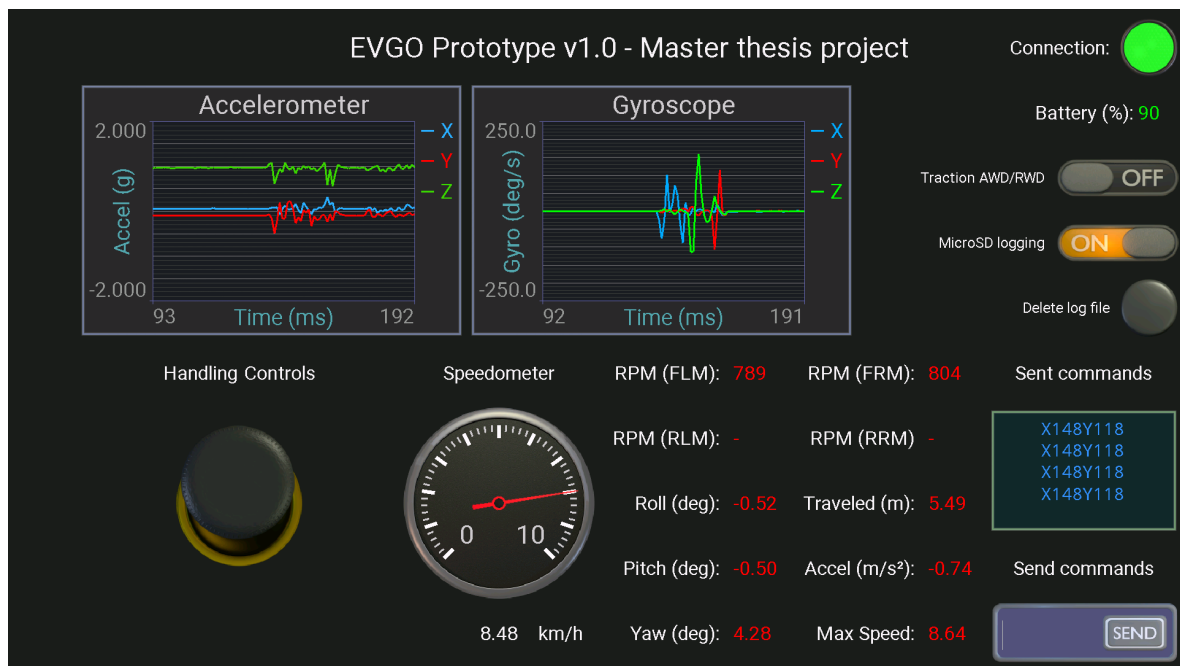 EVGO Prototype v1.0 - Master thesis project
Connection:
Battery (%): 90
Accelerometer
2.000
Accel (g)
-2.000
93 Time (ms) 192
X
Y
Z
Gyroscope
250.0
Gyro (deg/s)
-250.0
92 Time (ms) 191
X
Y
Z
Traction AWD/RWD OFF
MicroSD logging ON
Delete log file
Handling Controls
Speedometer
0 10
8.48 km/h
RPM (FLM): 789 RPM (FRM): 804
RPM (RLM): - RPM (RRM) -
Roll (deg): -0.52 Traveled (m): 5.49
Pitch (deg): -0.50 Accel (m/s²): -0.74
Yaw (deg): 4.28 Max Speed: 8.64
Sent commands
X148Y118
X148Y118
X148Y118
X148Y118
Send commands
SEND